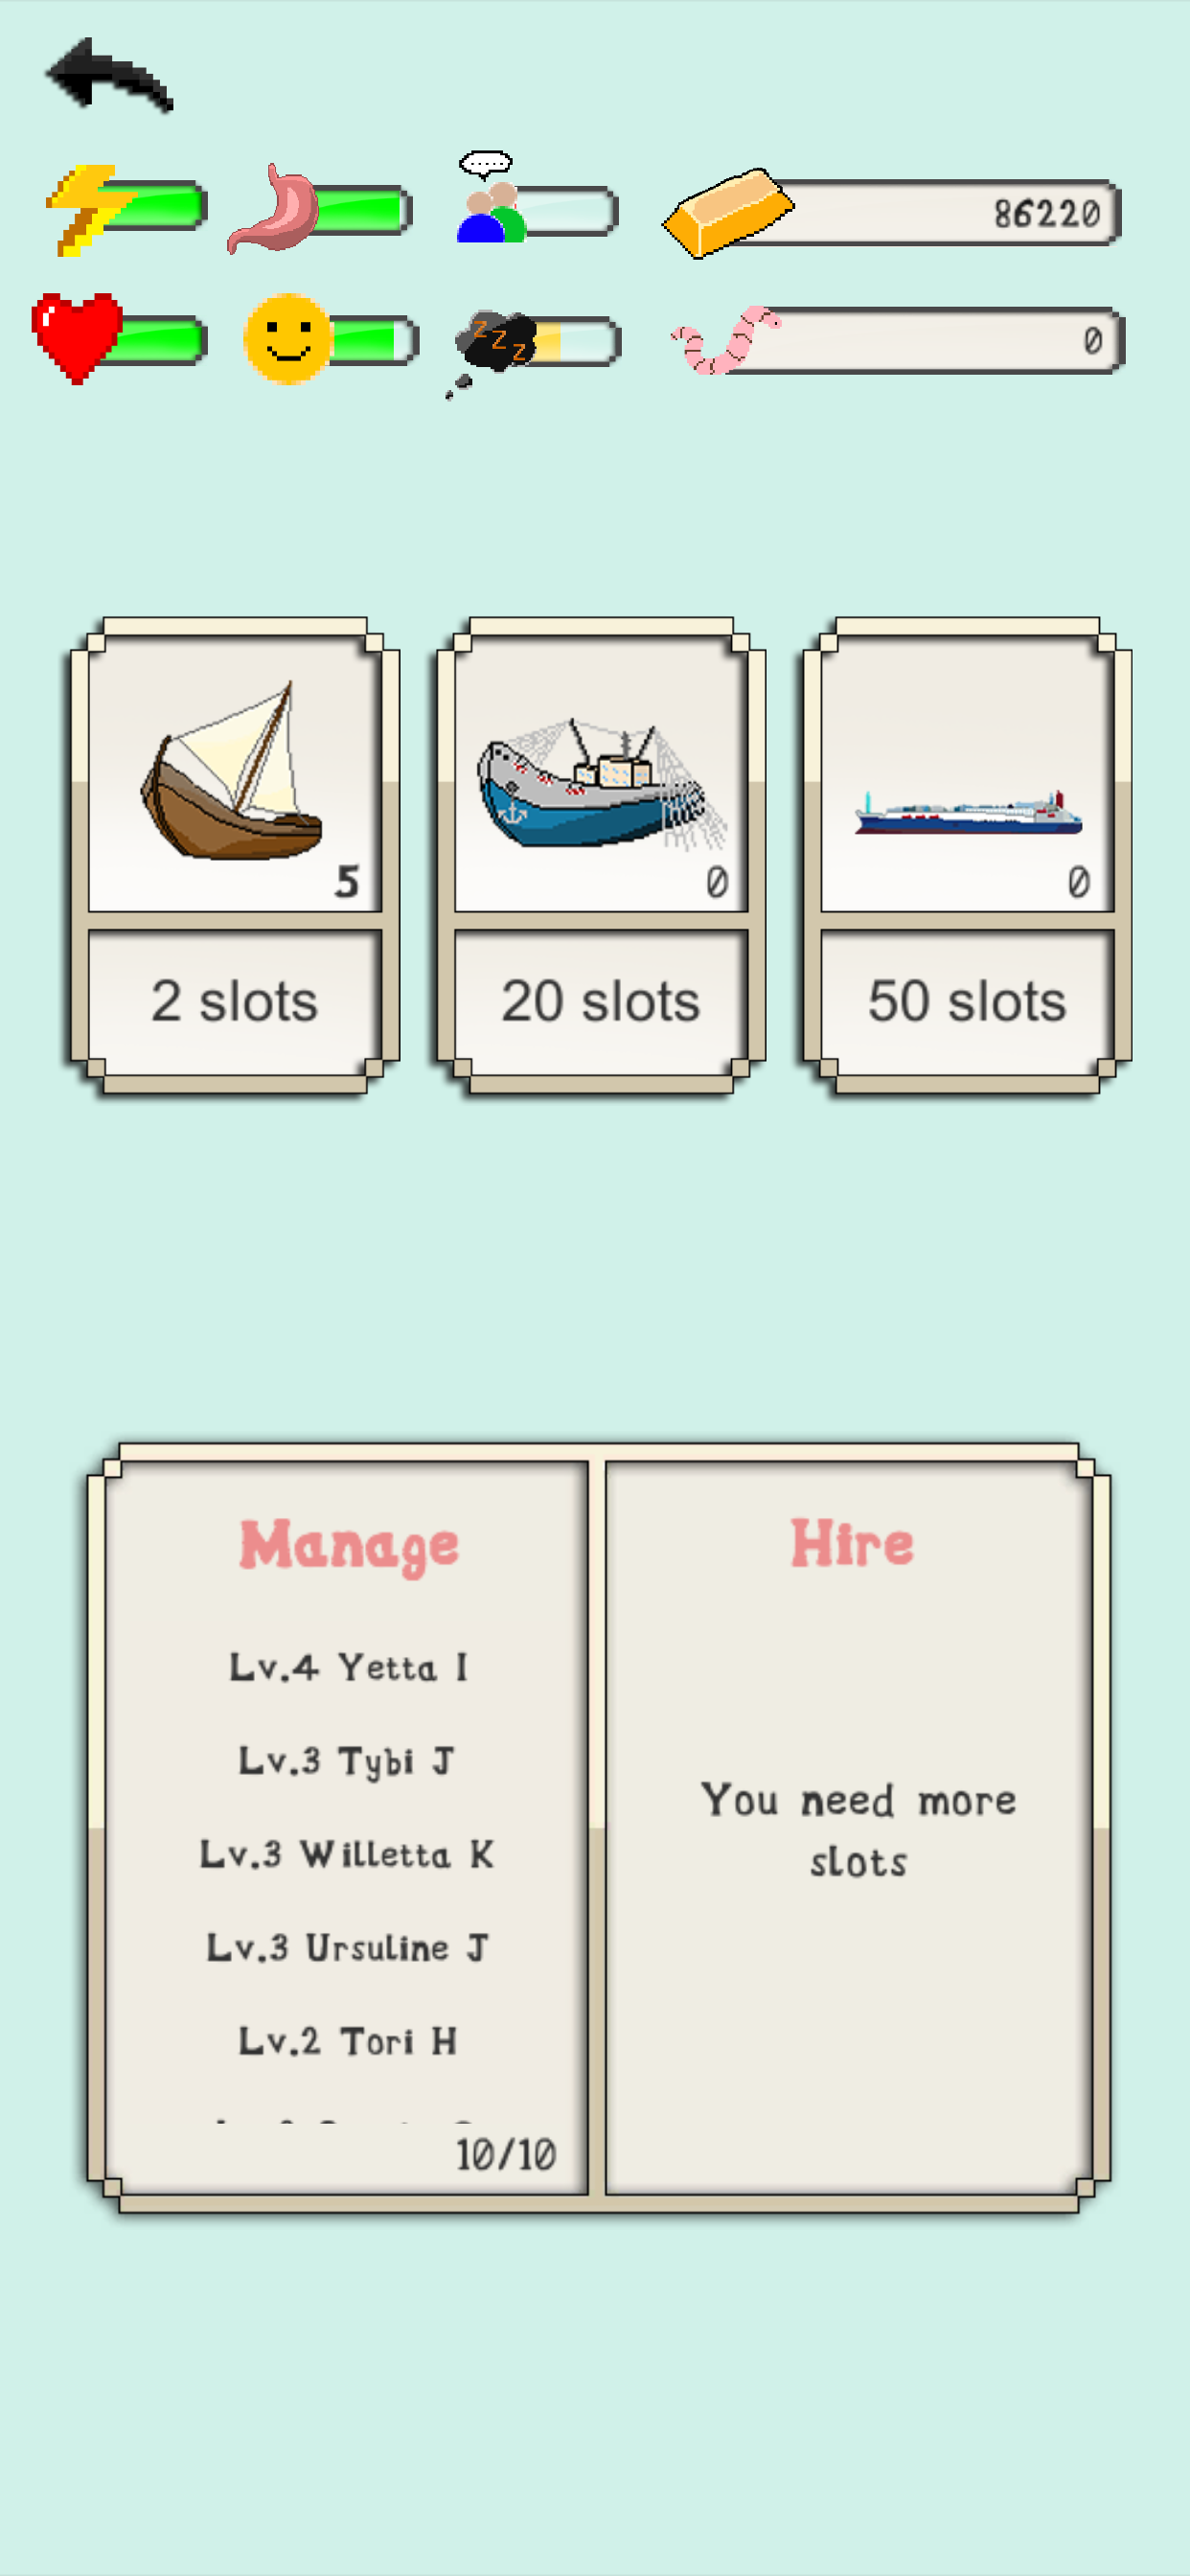 86220
z z z
0
5
0
0
2 slots
20 slots
50 slots
Manage
Lv.4 Yetta I
Lv.3 Tybi J
Lv.3 Willetta K
Lv.3 Ursuline J
Lv.2 Tori H
10/10
Hire
You need more
slots